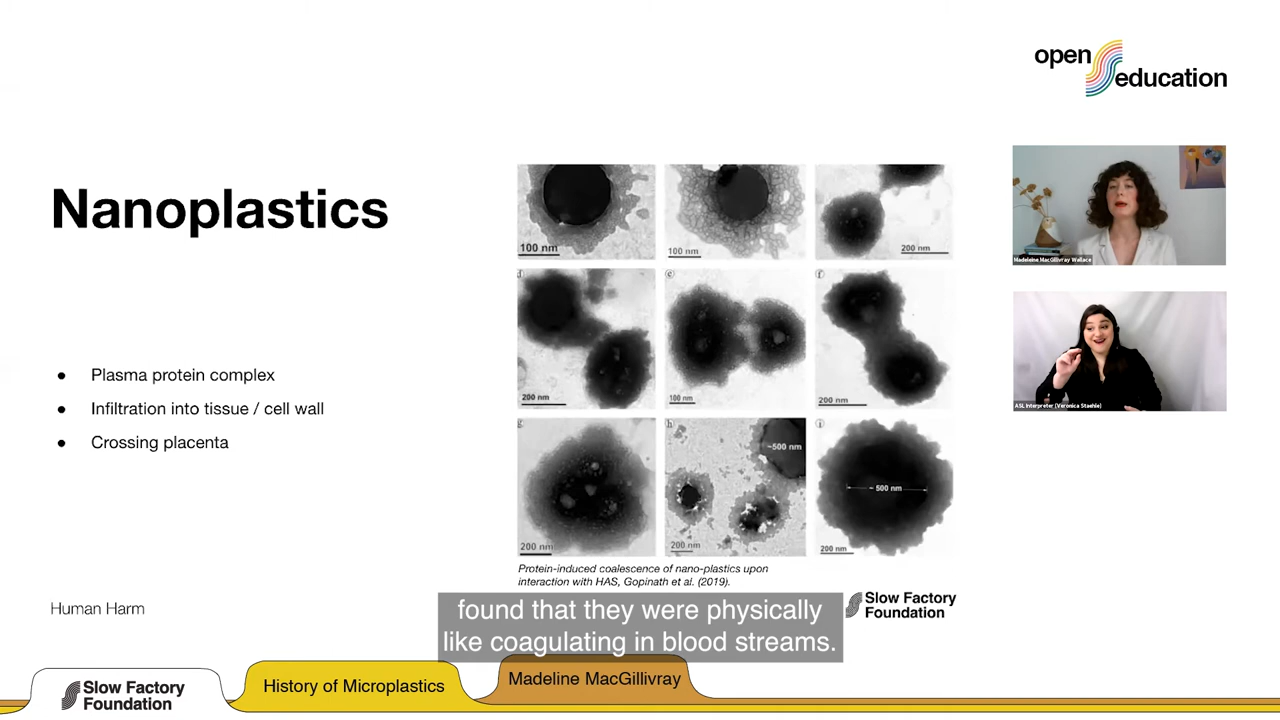 open
education
Nanoplastics
100 nm
100 nm
200 nm
d
e
f
200 nm
100 nm
200 nm
g
h
i
~500 nm
~ 500 nm
200 nm
200 nm
200 nm
Plasma protein complex
Infiltration into tissue / cell wall
Crossing placenta
Protein-induced coalescence of nano-plastics upon
interaction with HAS, Gopinath et al. (2019).
Madeleine MacGillivray Wallace
ASL Interpreter (Veronica Staehle)
Human Harm
Slow Factory
Foundation
found that they were physically
like coagulating in blood streams.
Slow Factory
Foundation
History of Microplastics
Madeline MacGillivray